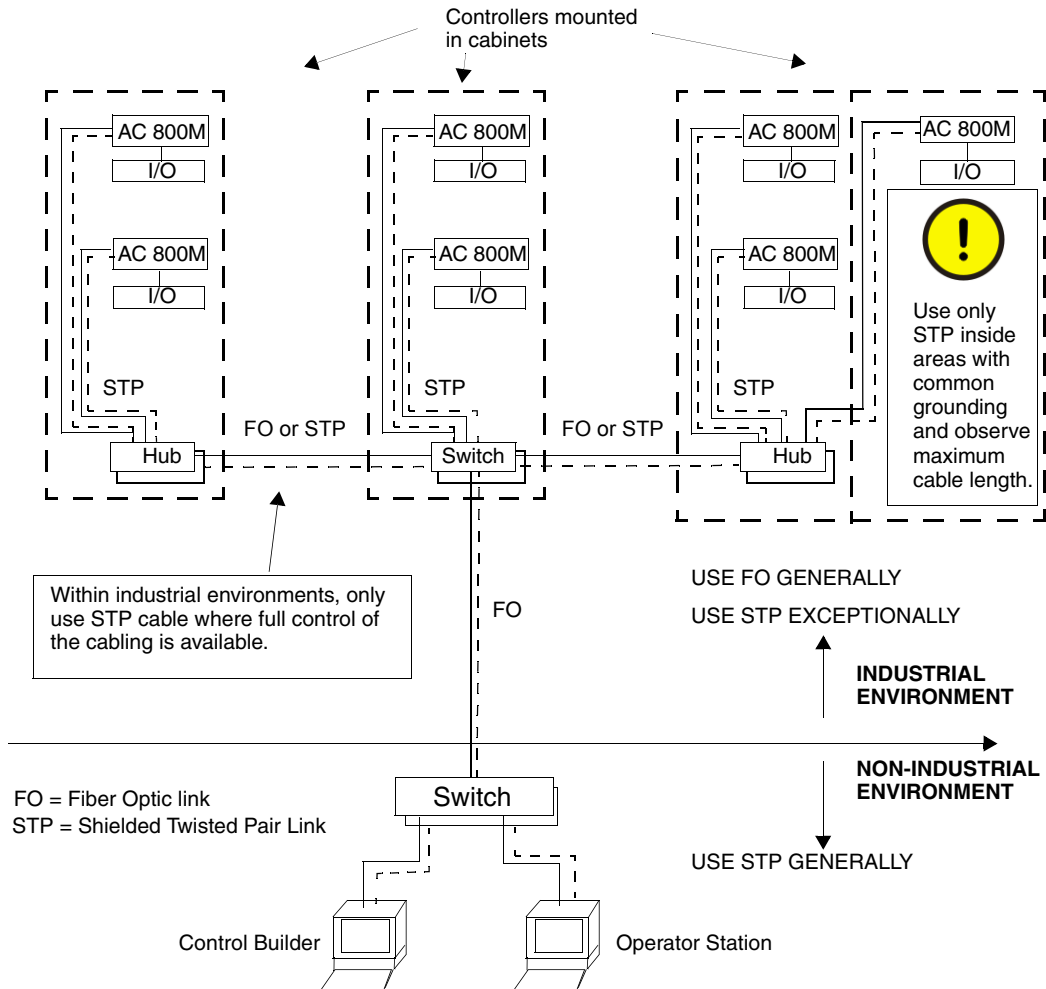 Controllers mounted
in cabinets
AC 800M
I/O
AC 800M
I/O
AC 800M
I/O
AC 800M
I/O
AC 800M
I/O
AC 800M
I/O
AC 800M
I/O
Use only
STP inside
areas with
common
grounding
and observe
maximum
cable length.
STP
STP
STP
FO or STP
FO or STP
Hub
Switch
Hub
Within industrial environments, only
use STP cable where full control of
the cabling is available.
FO
USE FO GENERALLY
USE STP EXCEPTIONALLY
INDUSTRIAL
ENVIRONMENT
NON-INDUSTRIAL
ENVIRONMENT
FO = Fiber Optic link
STP = Shielded Twisted Pair Link
Switch
USE STP GENERALLY
Control Builder
Operator Station